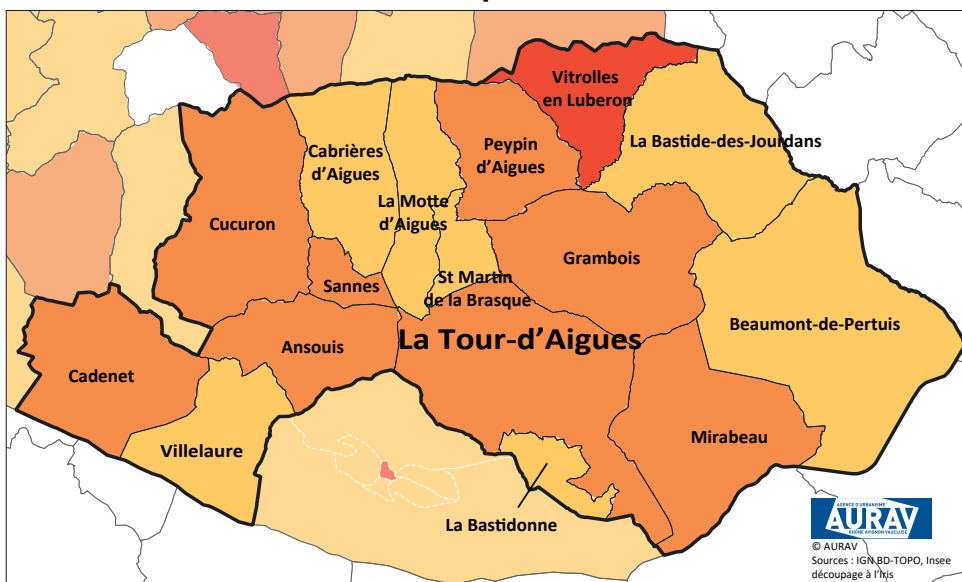 Vitrolles
en Luberon
La Bastide-des-Jourdans
Peypin
d'Aigues
Cabrières
d'Aigues
La Motte
d'Aigues
Cucuron
Grambois
St Martin
de la Brasque
Sannes
Beaumont-de-Pertuis
La Tour-d'Aigues
Ansouis
Cadenet
Mirabeau
Villelaure
La Bastidonne
AGENCE D'URBANISME
AURAV
RHÔNE AVIGNON VAUCLUSE
© AURAV
Sources : IGN BD-TOPO, Insee
découpage à l'Iris